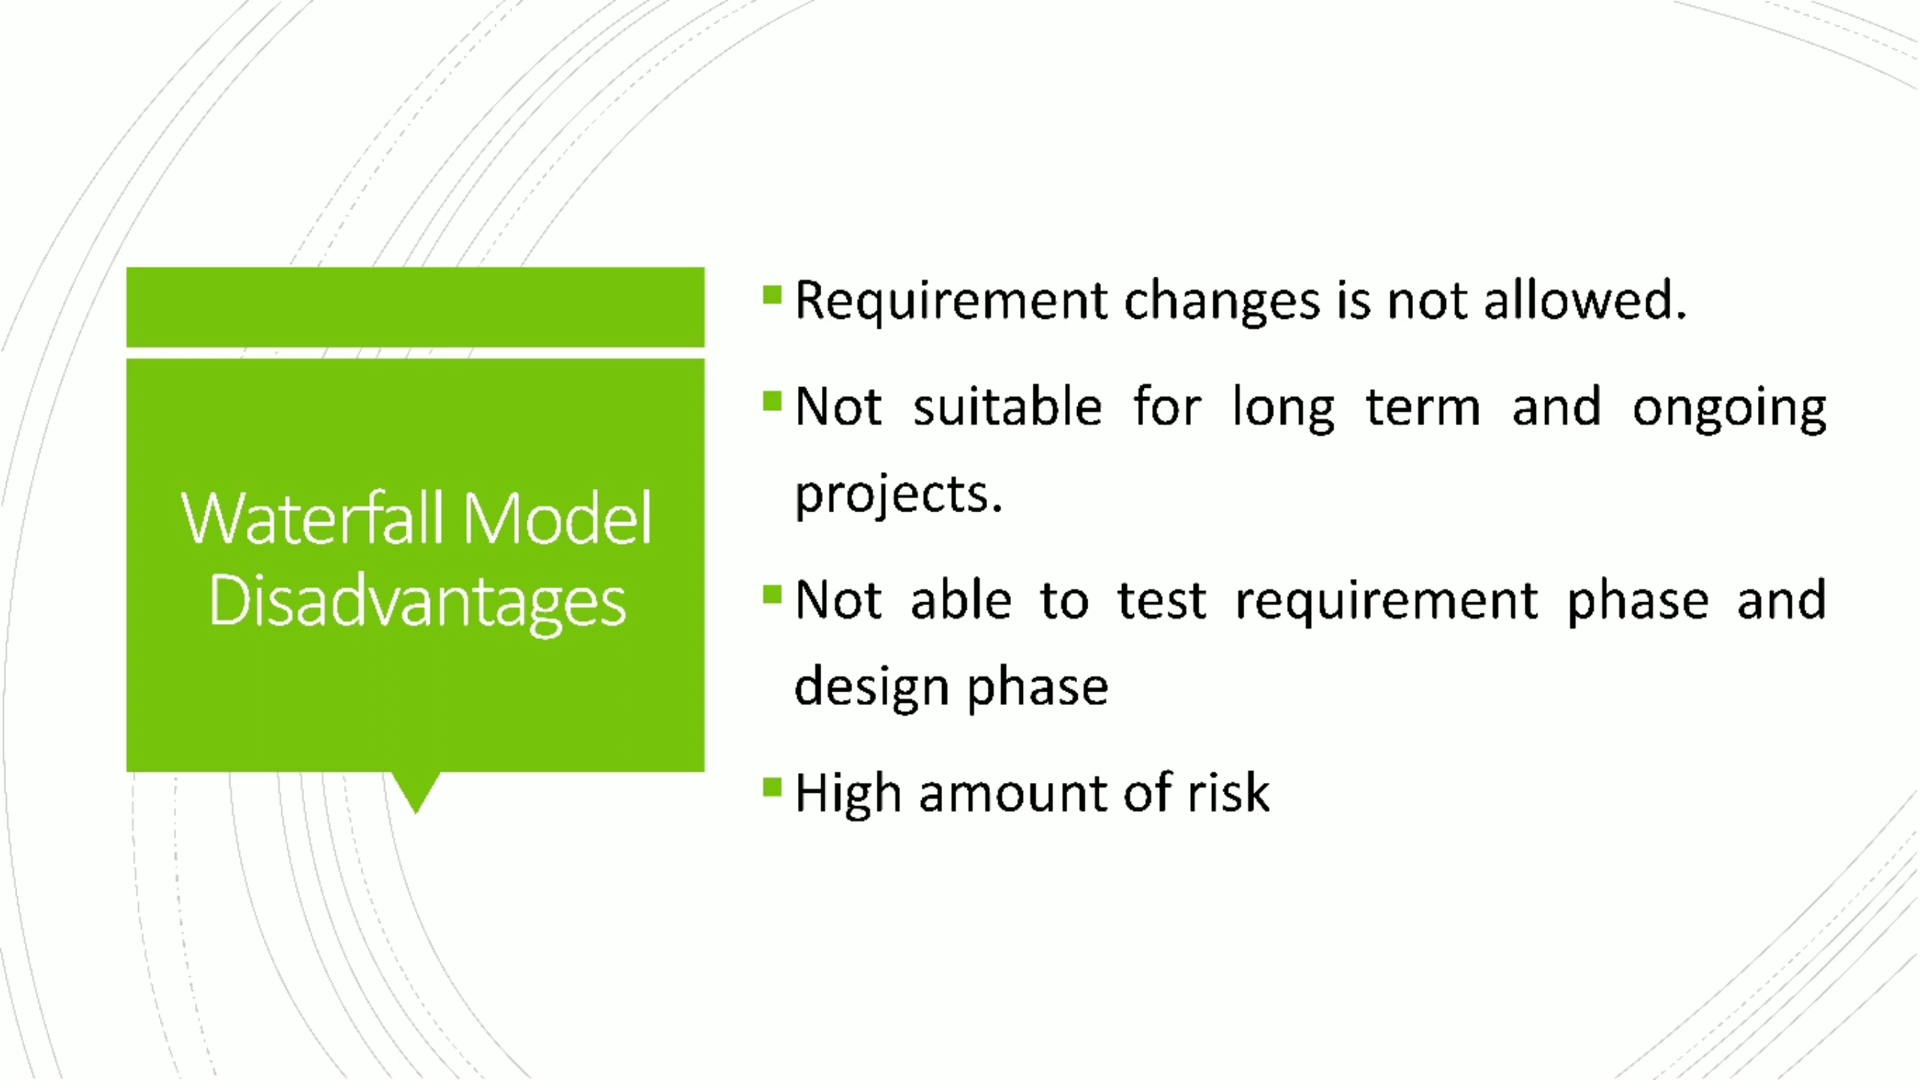 Waterfall Model
Disadvantages
Requirement changes is not allowed.
Not suitable for long term and ongoing
projects.
Not able to test requirement phase and
design phase
High amount of risk